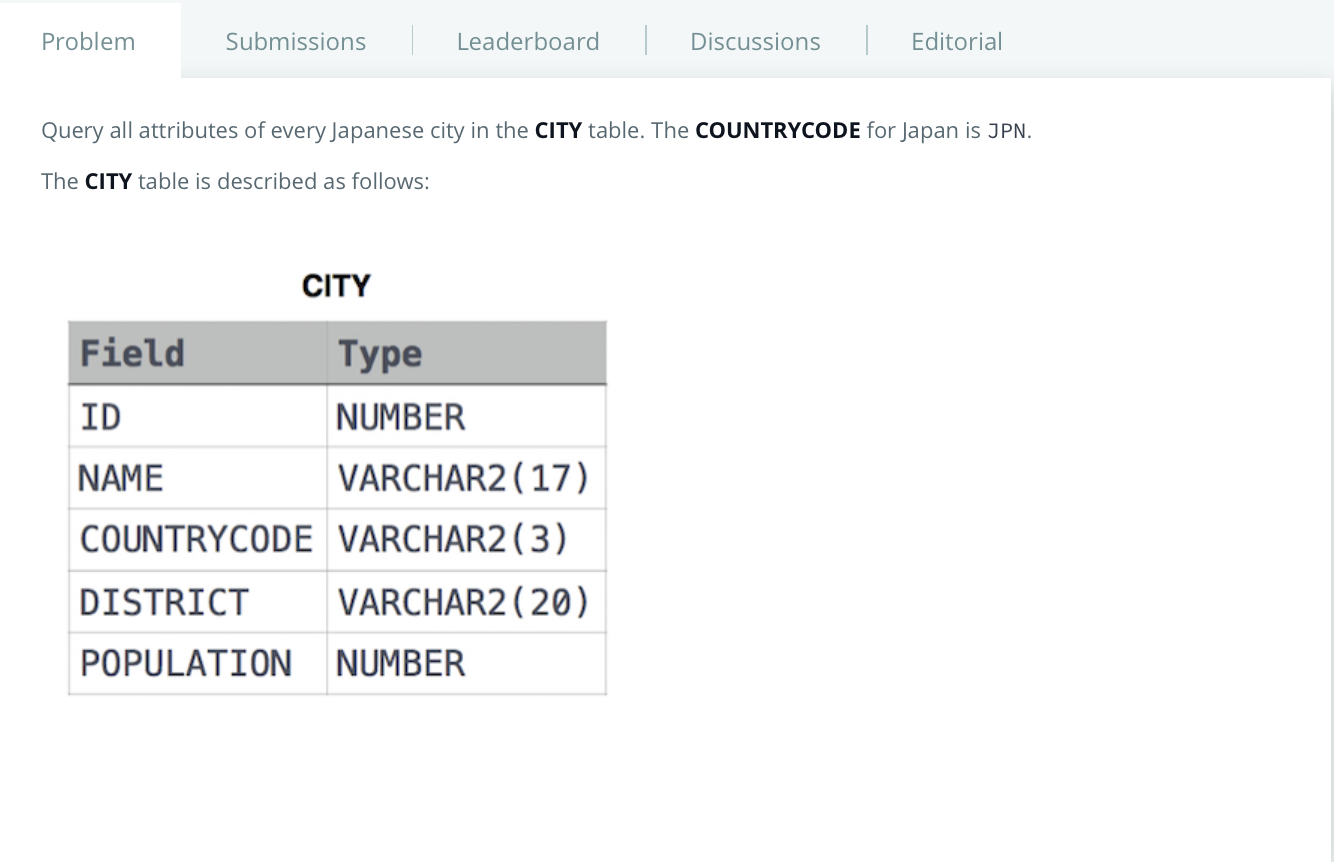 Problem Submissions Leaderboard Discussions Editorial
Query all attributes of every Japanese city in the CITY table. The COUNTRYCODE for Japan is JPN.
The CITY table is described as follows:
CITY
Field Type
ID NUMBER
NAME VARCHAR2(17)
COUNTRYCODE VARCHAR2(3)
DISTRICT VARCHAR2(20)
POPULATION NUMBER